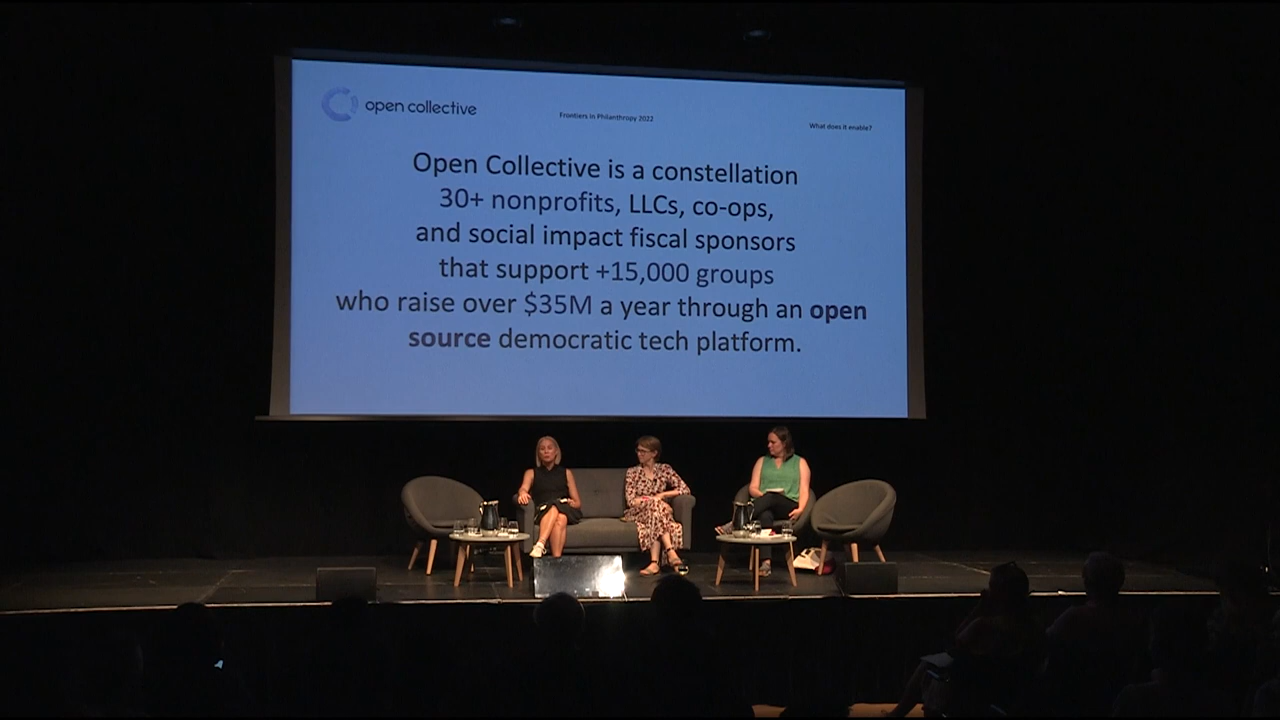 open collective
Frontiers in Philanthropy 2022
What does it enable?
Open Collective is a constellation
30+ nonprofits, LLCs, co-ops,
and social impact fiscal sponsors
that support +15,000 groups
who raise over $35M a year through an open
source democratic tech platform.